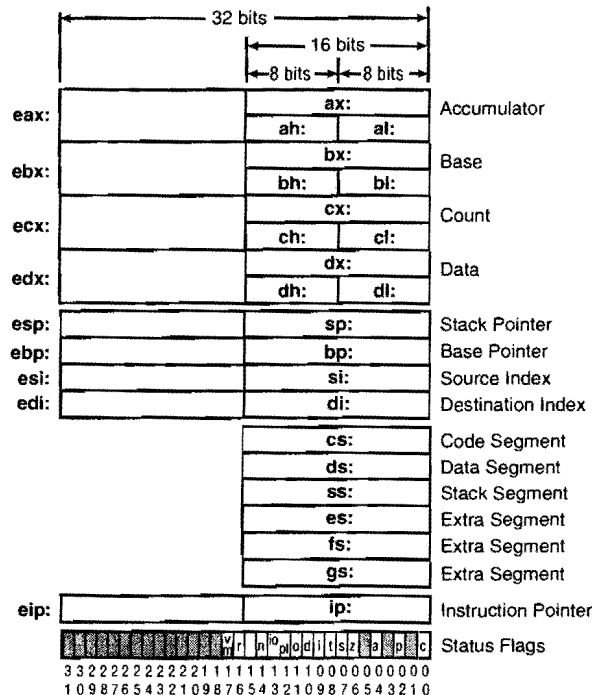 32 bits
16 bits
8 bits 8 bits
eax: ax: Accumulator
ah: al:
ebx: bx: Base
bh: bl:
ecx: cx: Count
ch: cl:
edx: dx: Data
dh: dl:
esp: sp: Stack Pointer
ebp: bp: Base Pointer
esi: si: Source Index
edi: di: Destination Index
cs: Code Segment
ds: Data Segment
ss: Stack Segment
es: Extra Segment
fs: Extra Segment
gs: Extra Segment
eip: ip: Instruction Pointer
vm r n io pl o d i t s z a p c Status Flags
3 3 2 2 2 2 2 2 2 2 2 2 1 1 1 1 1 1 1 1 1 1 0 0 0 0 0 0 0 0 0 0
1 0 9 8 7 6 5 4 3 2 1 0 9 8 7 6 5 4 3 2 1 0 9 8 7 6 5 4 3 2 1 0